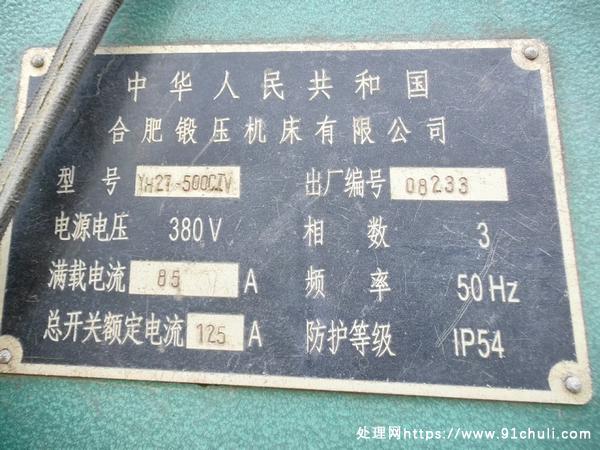 中华人民共和国
合肥锻压机床有限公司
型号 YH27-500CIV 出厂编号 08233
电源电压 380V 相数 3
满载电流 85 A 频率 50Hz
总开关额定电流 125 A 防护等级 IP54
处理网https://www.91chuli.com/